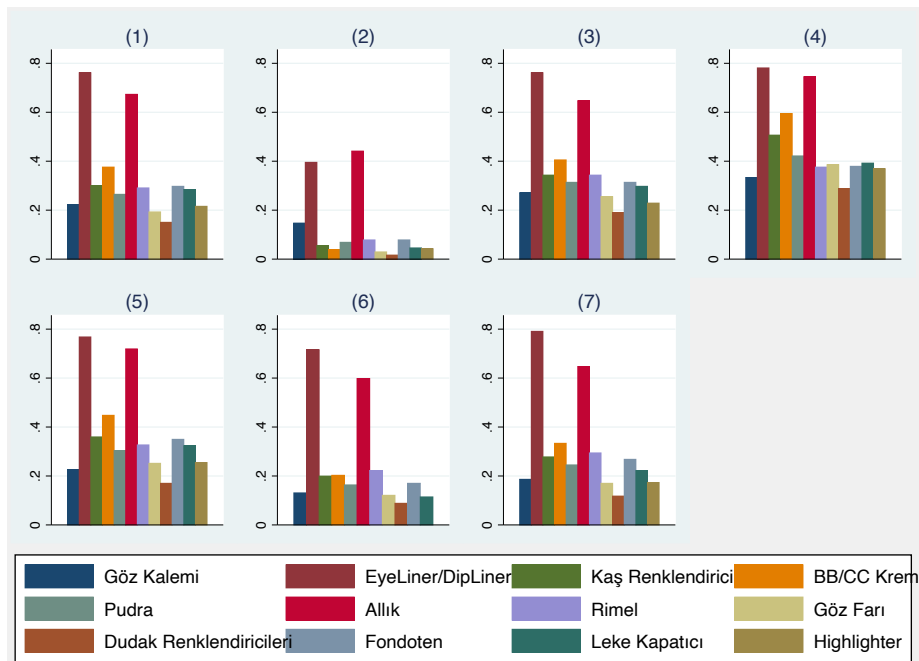 (1) (2) (3) (4)
.8 .8 .8 .8
.6 .6 .6 .6
.4 .4 .4 .4
.2 .2 .2 .2
0 0 0 0
(5) (6) (7)
.8 .8 .8
.6 .6 .6
.4 .4 .4
.2 .2 .2
0 0 0
Göz Kalemi EyeLiner/DipLiner Kaş Renklendirici BB/CC Krem
Pudra Allık Rimel Göz Farı
Dudak Renklendiricileri Fondoten Leke Kapatıcı Highlighter